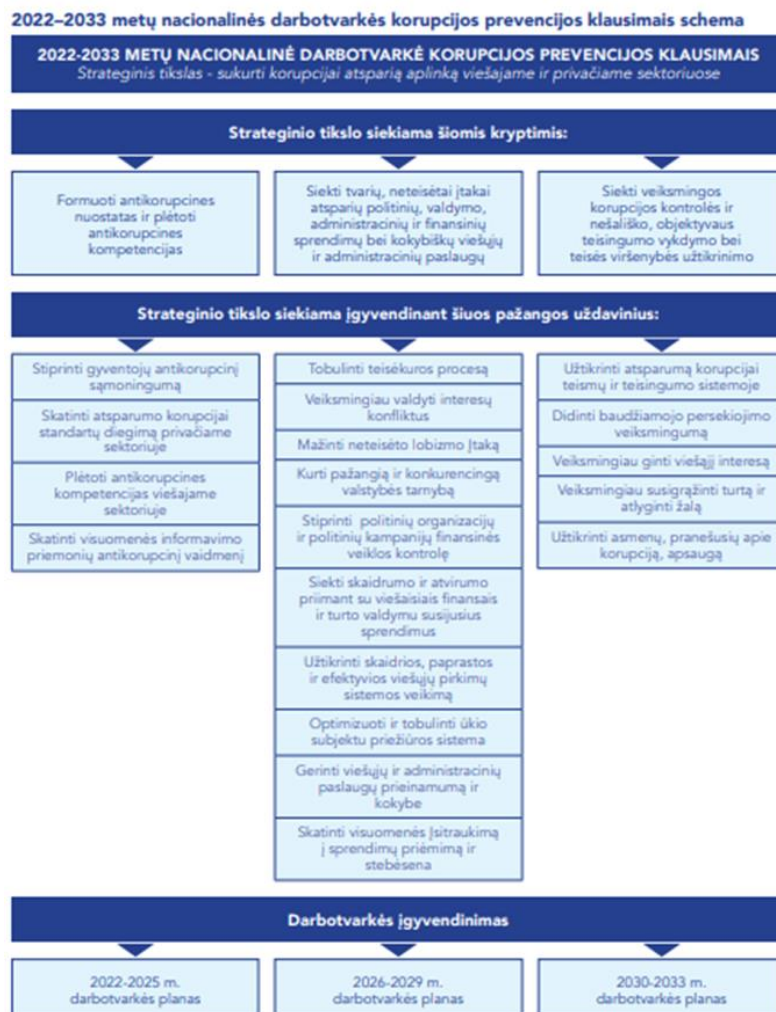 2022–2033 metų nacionalinės darbotvarkės korupcijos prevencijos klausimais schema
2022-2033 METŲ NACIONALINĖ DARBOTVARKĖ KORUPCIJOS PREVENCIJOS KLAUSIMAIS
Strateginis tikslas - sukurti korupcijai atsparią aplinką viešajame ir privačiame sektoriuose
Strateginio tikslo siekiama šiomis kryptimis:
Formuoti antikorupcines
nuostatas ir plėtoti
antikorupcines
kompetencijas
Siekti tvarių, neteisėtai įtakai
atsparių politinių, valdymo,
administracinių ir finansinių
sprendimų bei kokybiškų viešųjų
ir administracinių paslaugų
Siekti veiksmingos
korupcijos kontrolės ir
nešališko, objektyvaus
teisingumo vykdymo bei
teisės viršenybės užtikrinimo
Strateginio tikslo siekiama įgyvendinant šiuos pažangos uždavinius:
Stiprinti gyventojų antikorupcinį
sąmoningumą
Skatinti atsparumo korupcijai
standartų diegimą privačiame
sektoriuje
Plėtoti antikorupcines
kompetencijas viešajame
sektoriuje
Skatinti visuomenės informavimo
priemonių antikorupcinį vaidmenį
Tobulinti teisėkūros procesą
Veiksmingiau valdyti interesų
konfliktus
Mažinti neteisėto lobizmo Įtaką
Kurti pažangią ir konkurencingą
valstybės tarnybą
Stiprinti politinių organizacijų
ir politinių kampanijų finansinės
veiklos kontrolę
Siekti skaidrumo ir atvirumo
priimant su viešaisiais finansais
ir turto valdymu susijusius
sprendimus
Užtikrinti skaidrios, paprastos
ir efektyvios viešųjų pirkimų
sistemos veikimą
Optimizuoti ir tobulinti ūkio
subjektu priežiūros sistema
Gerinti viešųjų ir administracinių
paslaugų prieinamumą ir
kokybe
Skatinti visuomenės Įsitraukimą
į sprendimų priėmimą ir
stebėsena
Užtikrinti atsparumą korupcijai
teismų ir teisingumo sistemoje
Didinti baudžiamojo persekiojimo
veiksmingumą
Veiksmingiau ginti viešąjį interesą
Veiksmingiau susigrąžinti turtą ir
atlyginti žalą
Užtikrinti asmenų, pranešusių apie
korupciją, apsaugą
Darbotvarkės įgyvendinimas
2022-2025 m.
darbotvarkės planas
2026-2029 m.
darbotvarkės planas
2030-2033 m.
darbotvarkės planas